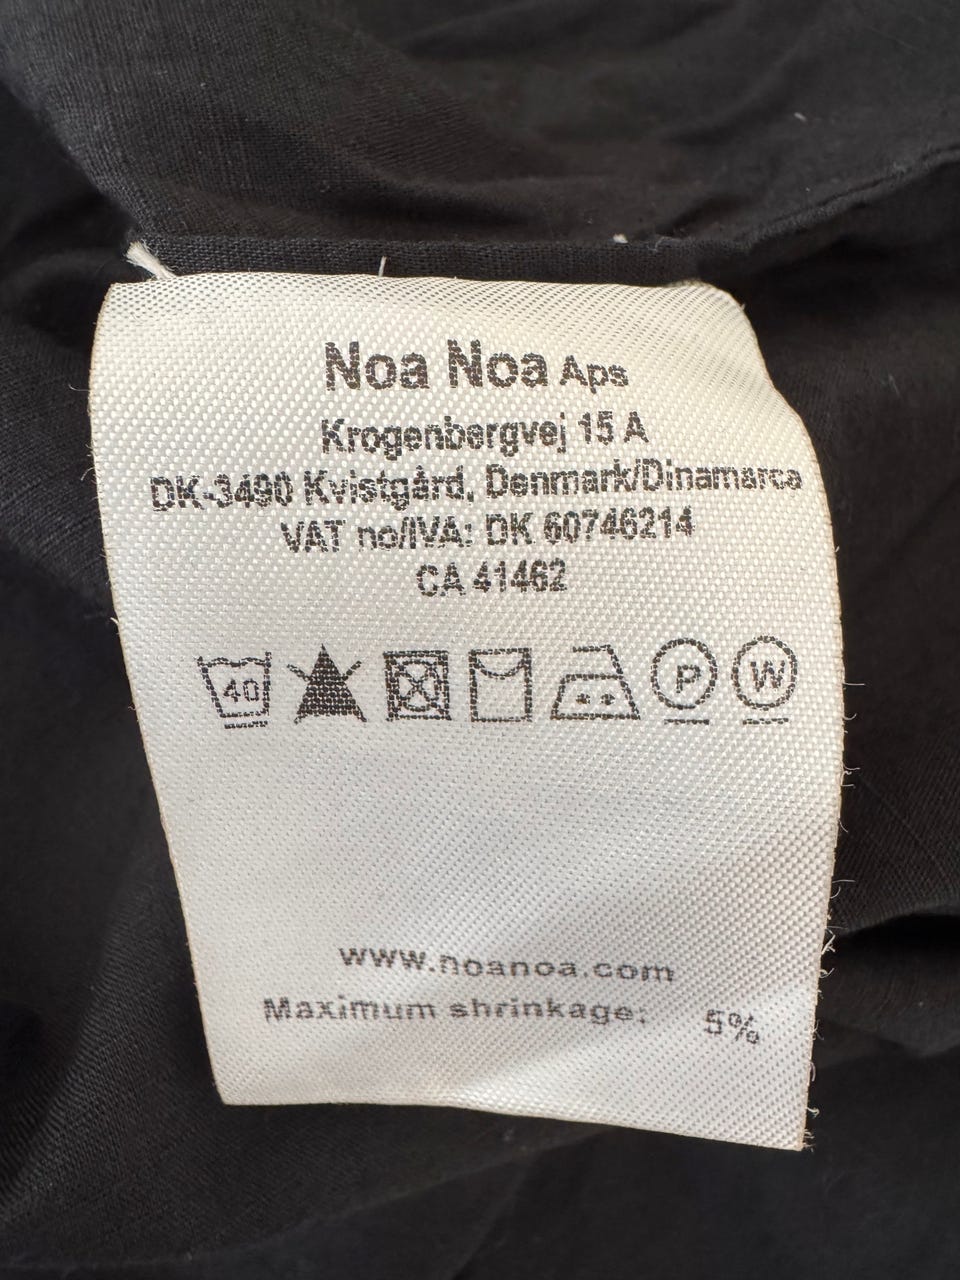 Noa Noa Aps
Krogenbergvej 15 A
DK-3490 Kvistgård, Denmark/Dinamarca
VAT no/IVA: DK 60746214
CA 41462
40 P W
www.noanoa.com
Maximum shrinkage: 5%